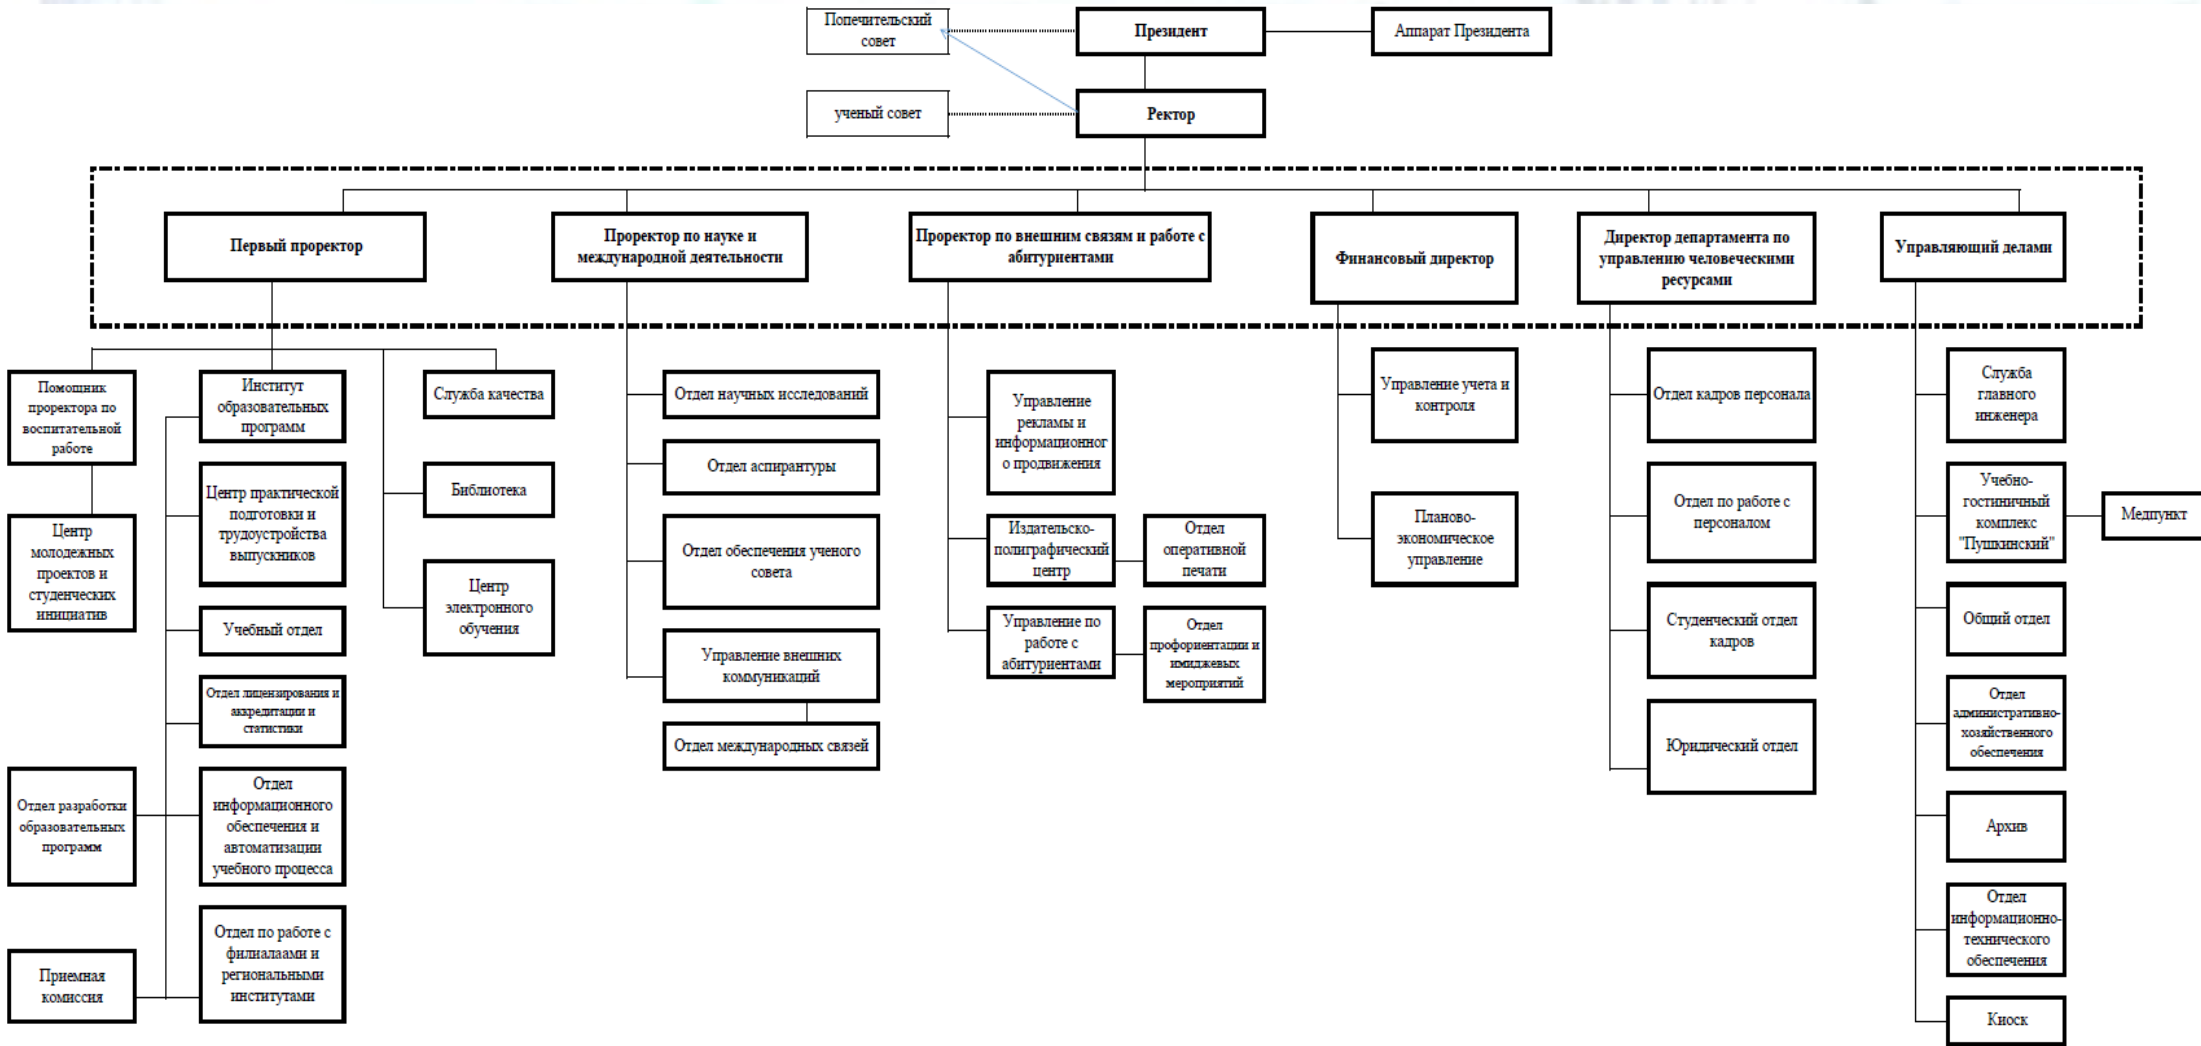 Попечительский
совет
Президент
Аппарат Президента
ученый совет
Ректор
Первый проректор
Проректор по науке и
международной деятельности
Проректор по внешним связям и работе с
абитуриентами
Финансовый директор
Директор департамента по
управлению человеческими
ресурсами
Управляющий делами
Помощник
проректора по
воспитательной
работе
Центр
молодежных
проектов и
студенческих
инициатив
Отдел разработки
образовательных
программ
Приемная
комиссия
Институт
образовательных
программ
Центр практической
подготовки и
трудоустройства
выпускников
Учебный отдел
Отдел лицензирования и
аккредитации и
статистики
Отдел
информационного
обеспечения и
автоматизации
учебного процесса
Отдел по работе с
филиалаами и
региональными
институтами
Служба качества
Библиотека
Центр
электронного
обучения
Отдел научных исследований
Отдел аспирантуры
Отдел обеспечения ученого
совета
Управление внешних
коммуникаций
Отдел международных связей
Управление
рекламы и
информационног
о продвижения
Издательско-
полиграфический
центр
Отдел
оперативной
печати
Управление по
работе с
абитуриентами
Отдел
профориентации и
имиджевых
мероприятий
Управление учета и
контроля
Планово-
экономическое
управление
Отдел кадров персонала
Отдел по работе с
персоналом
Студенческий отдел
кадров
Юридический отдел
Служба
главного
инженера
Учебно-
гостиничный
комплекс
"Пушкинский"
Медпункт
Общий отдел
Отдел
административно-
хозяйственного
обеспечения
Архив
Отдел
информационно-
технического
обеспечения
Киоск